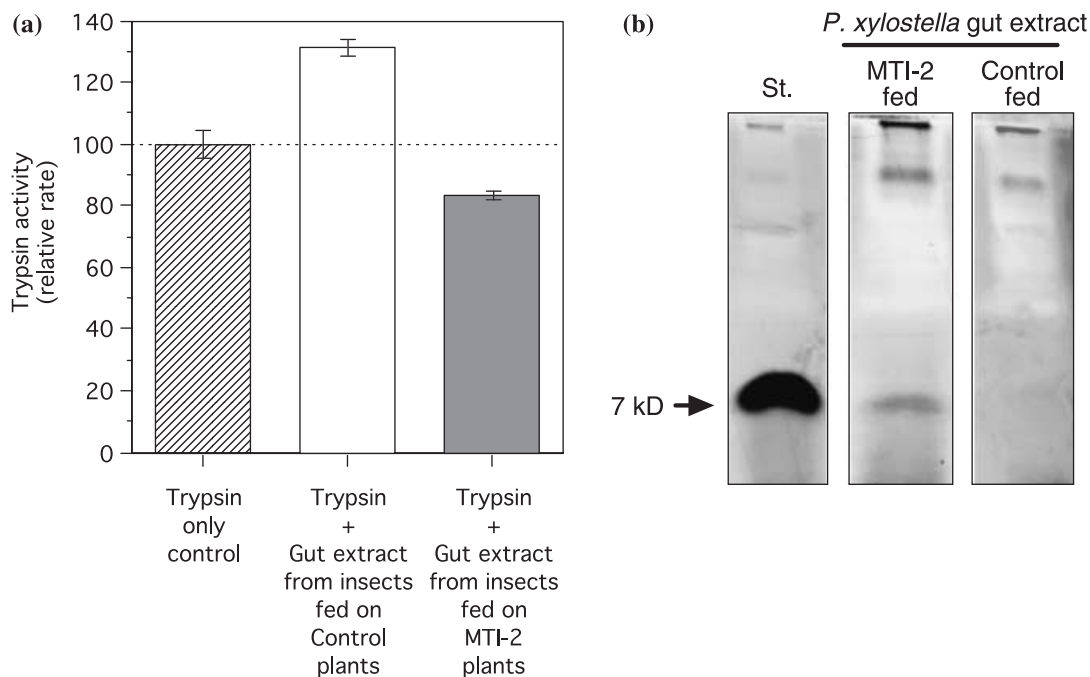 (a)
Trypsin activity
(relative rate)
140
120
100
80
60
40
20
0
Trypsin
only
control
Trypsin
+
Gut extract
from insects
fed on
Control
plants
Trypsin
+
Gut extract
from insects
fed on
MTI-2
plants
(b)
P. xylostella gut extract
St.
MTI-2
fed
Control
fed
7 kD